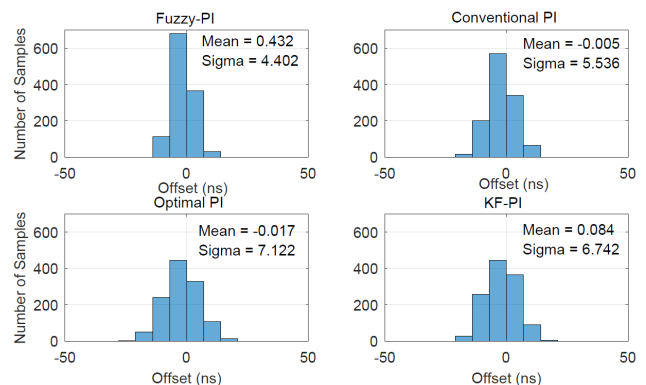 Fuzzy-PI
Mean = 0.432
Sigma = 4.402
Number of Samples
600
400
200
0
-50
0
50
Offset (ns)
Conventional PI
Mean = -0.005
Sigma = 5.536
600
400
200
0
-50
0
50
Offset (ns)
Optimal PI
Mean = -0.017
Sigma = 7.122
Number of Samples
600
400
200
0
-50
0
50
Offset (ns)
KF-PI
Mean = 0.084
Sigma = 6.742
600
400
200
0
-50
0
50
Offset (ns)